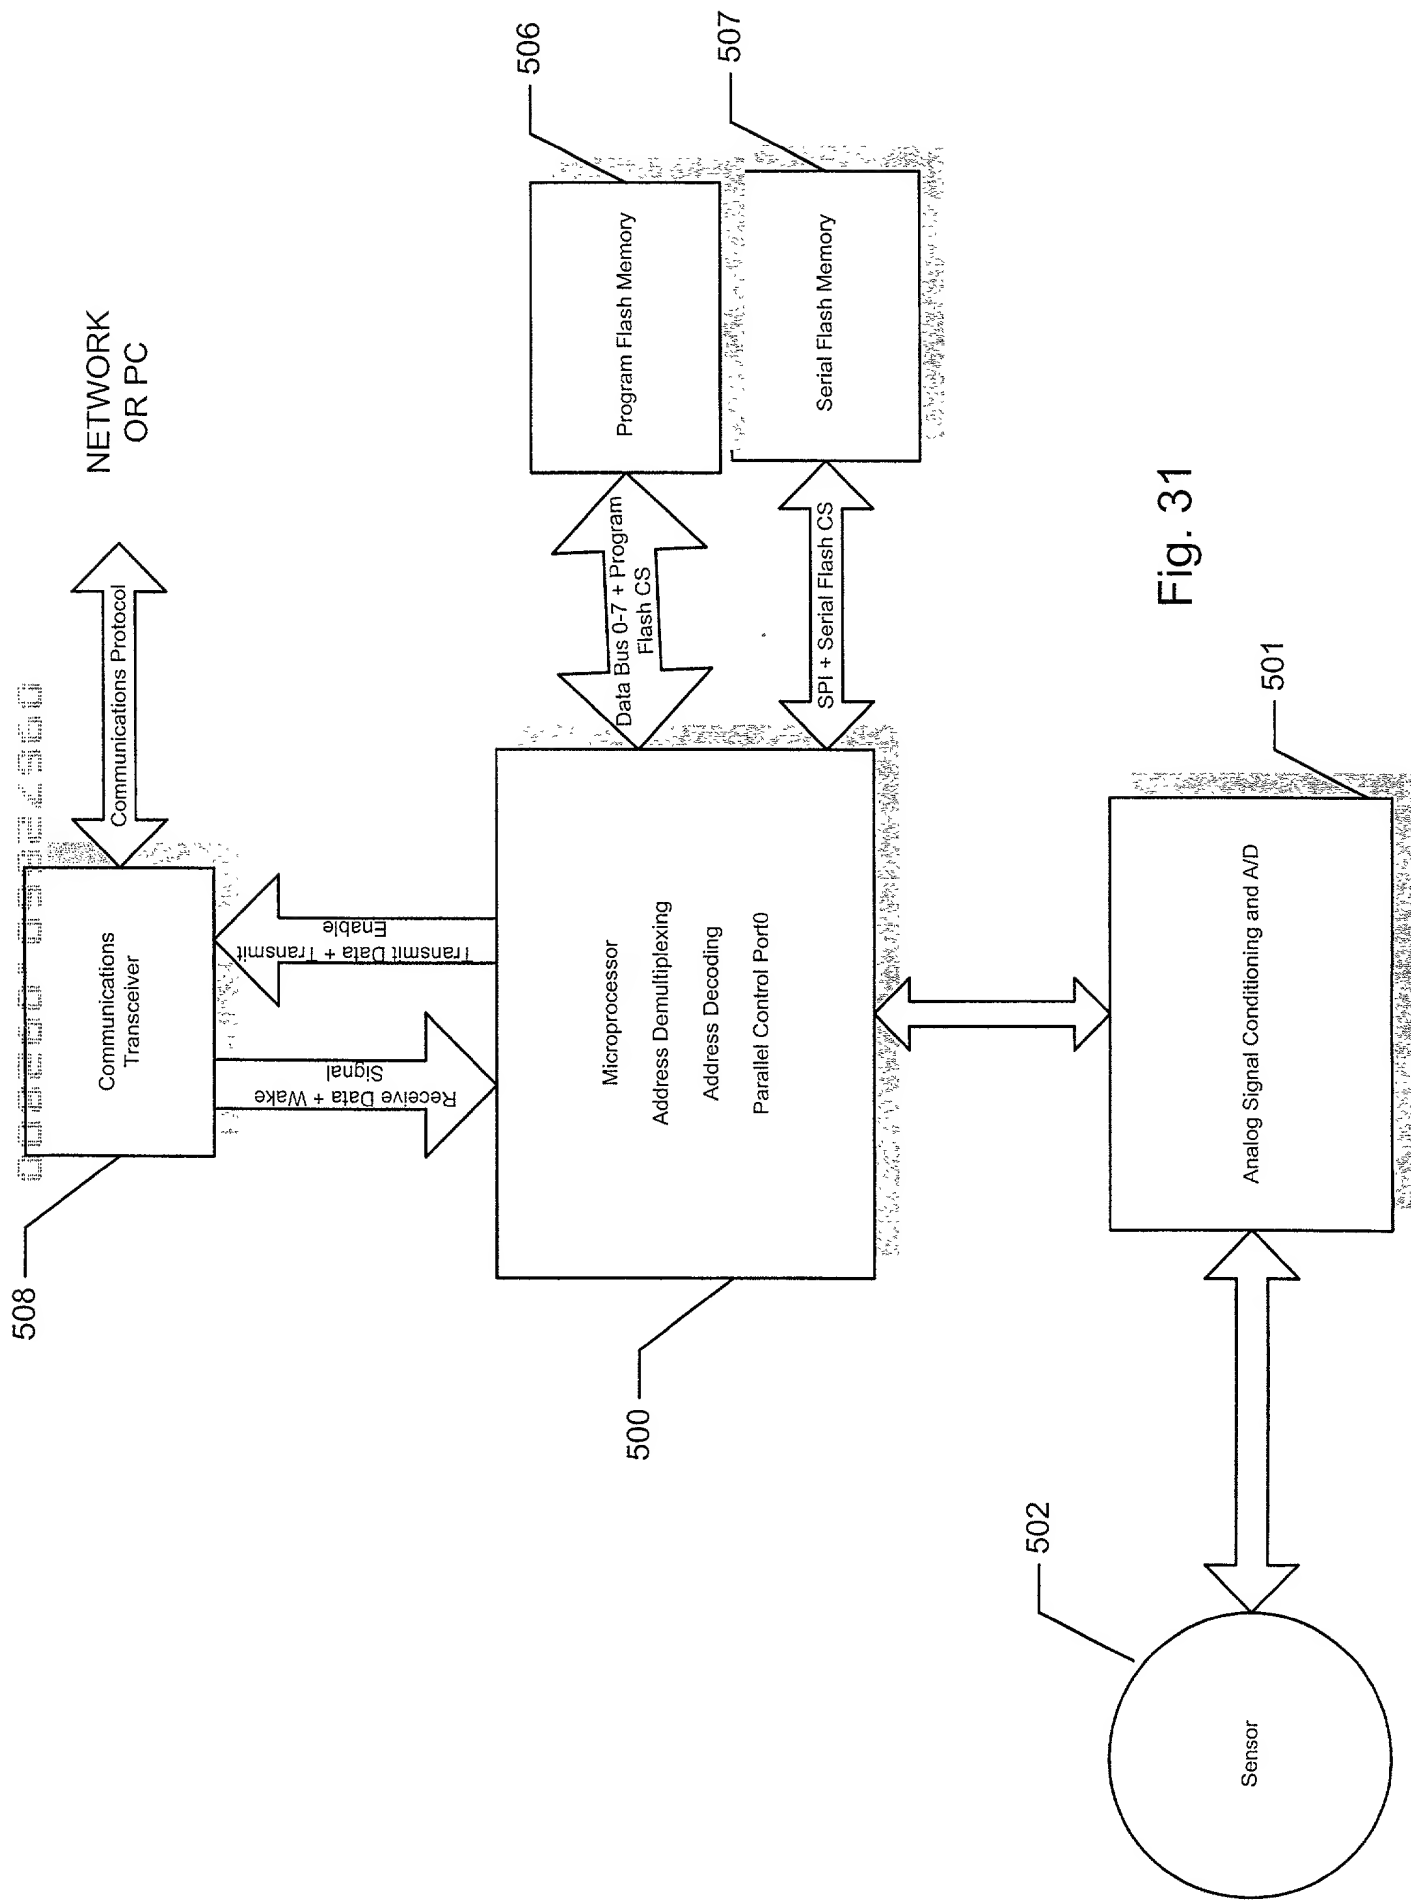 508
Communications
Transceiver
Communications Protocol
NETWORK
OR PC
Receive Data + Wake
Signal
Transmit Data + Transmit
Enable
500
Microprocessor
Address Demultiplexing
Address Decoding
Parallel Control Port0
Data Bus 0-7 + Program
Flash CS
Program Flash Memory
506
SPI + Serial Flash CS
Serial Flash Memory
507
502
Sensor
Analog Signal Conditioning and A/D
501
Fig. 31